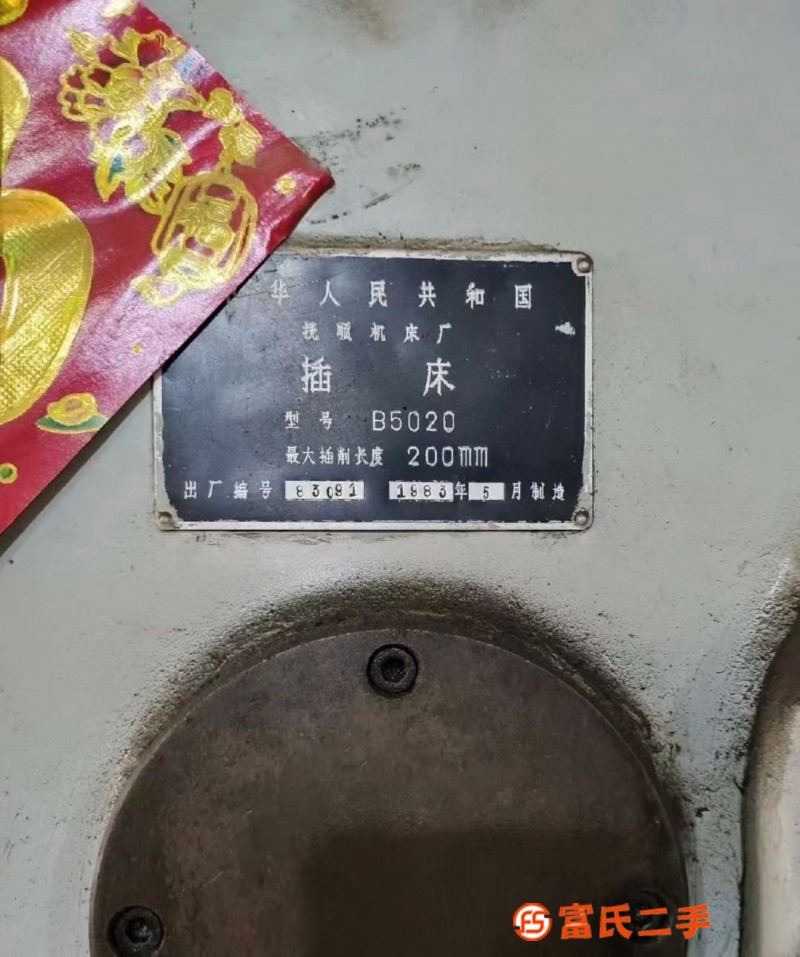 福
华人民共和国
抚顺机床厂
插床
型号 B5020
最大插削长度 200mm
出厂编号 83091 1983年5月制造
富氏二手